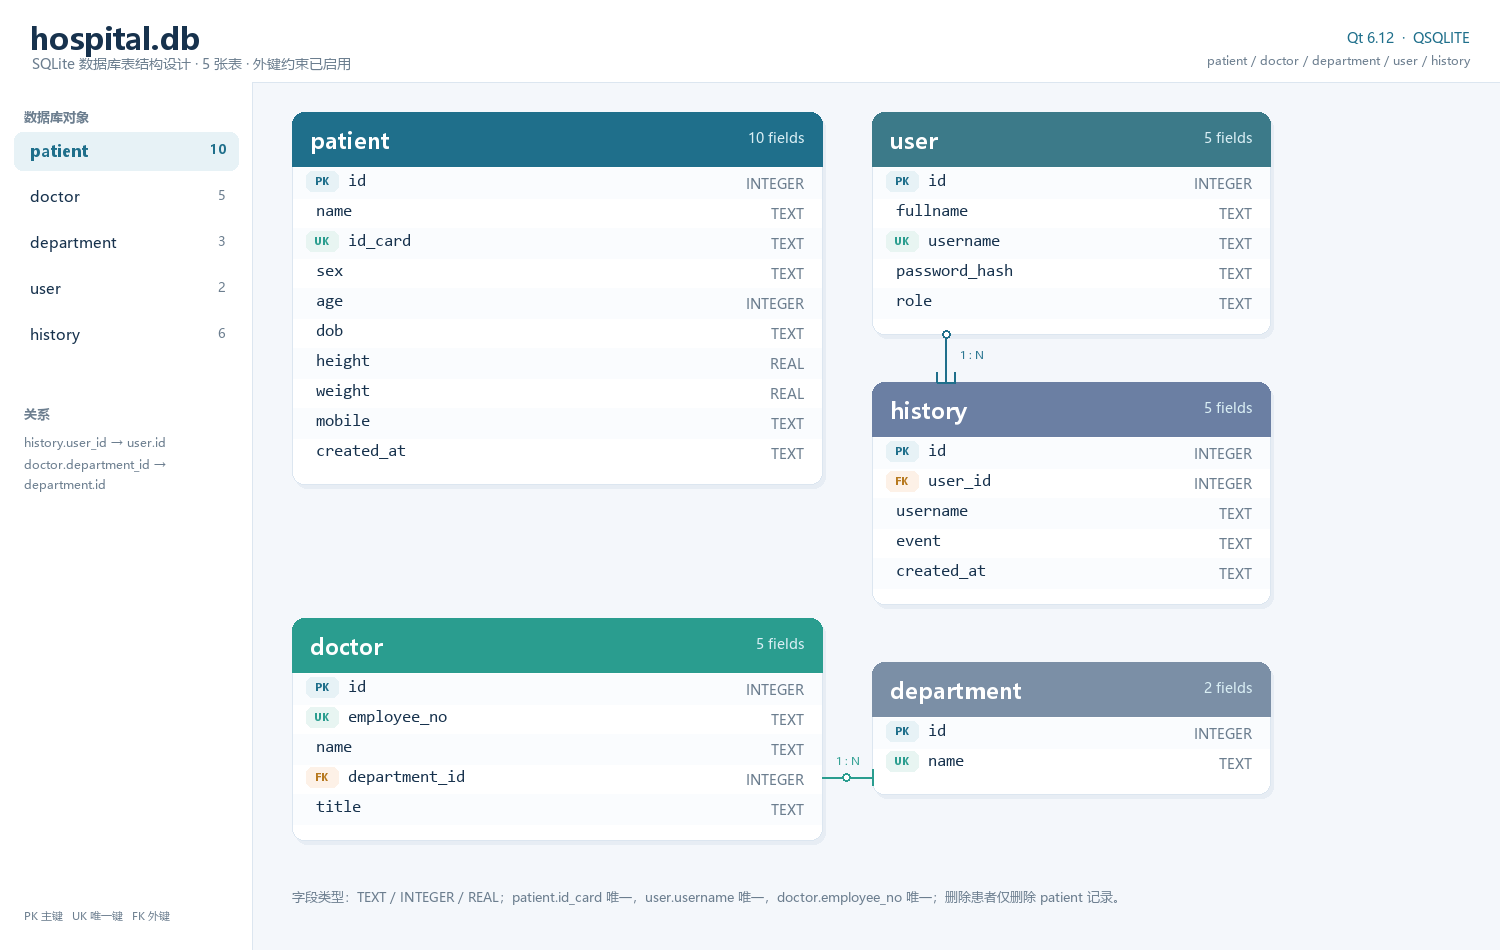 hospital.db
SQLite 数据库表结构设计 · 5 张表 · 外键约束已启用
Qt 6.12 · QSQLITE
patient / doctor / department / user / history
数据库对象
patient 10
doctor 5
department 3
user 2
history 6
关系
history.user_id → user.id
doctor.department_id →
department.id
PK 主键 UK 唯一键 FK 外键
patient 10 fields
PK id INTEGER
name TEXT
UK id_card TEXT
sex TEXT
age INTEGER
dob TEXT
height REAL
weight REAL
mobile TEXT
created_at TEXT
user 5 fields
PK id INTEGER
fullname TEXT
UK username TEXT
password_hash TEXT
role TEXT
1 : N
history 5 fields
PK id INTEGER
FK user_id INTEGER
username TEXT
event TEXT
created_at TEXT
doctor 5 fields
PK id INTEGER
UK employee_no TEXT
name TEXT
FK department_id INTEGER
title TEXT
1 : N
department 2 fields
PK id INTEGER
UK name TEXT
字段类型：TEXT / INTEGER / REAL；patient.id_card 唯一，user.username 唯一，doctor.employee_no 唯一；删除患者仅删除 patient 记录。